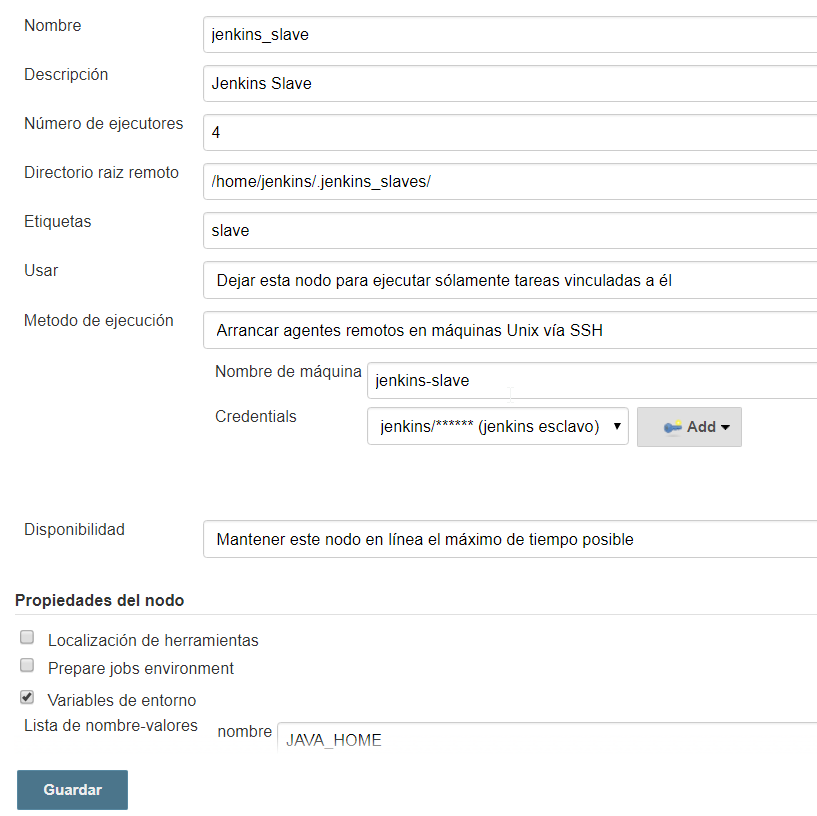 Nombre jenkins_slave
Descripción Jenkins Slave
Número de ejecutores 4
Directorio raiz remoto /home/jenkins/.jenkins_slaves/
Etiquetas slave
Usar Dejar esta nodo para ejecutar sólamente tareas vinculadas a él
Metodo de ejecución Arrancar agentes remotos en máquinas Unix vía SSH
Nombre de máquina jenkins-slave
Credentials jenkins/****** (jenkins esclavo) Add
Disponibilidad Mantener este nodo en línea el máximo de tiempo posible
Propiedades del nodo
Localización de herramientas
Prepare jobs environment
Variables de entorno
Lista de nombre-valores nombre JAVA_HOME
Guardar